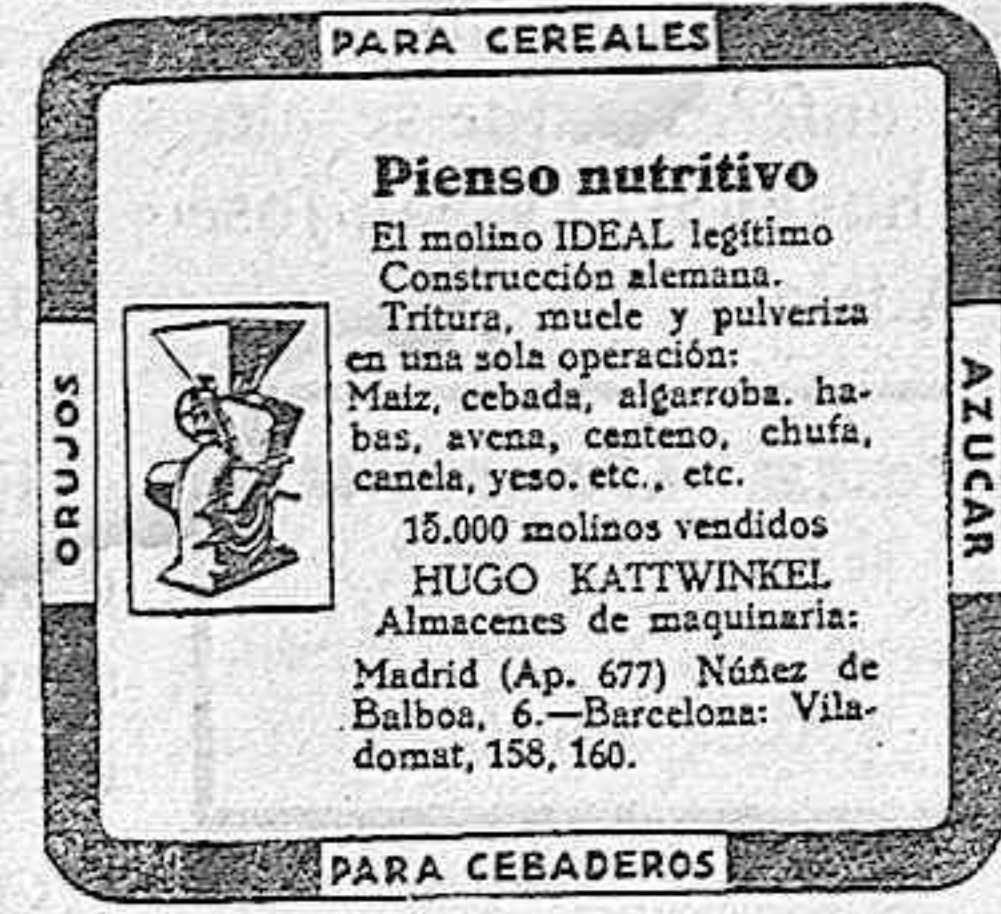 PARA CEREALES
Pienso nutritivo
El molino IDEAL legítimo
Construcción alemana.
Tritura, muele y pulveriza
en una sola operación:
Maiz, cebada, algarroba. ha-
bas, avena, centeno, chufa,
canela, yeso. etc., etc.
15.000 molinos vendidos
HUGO KATTWINKEL
Almacenes de maquinaria:
Madrid (Ap. 677) Núñez de
Balboa, 6.—Barcelona: Vila-
domat, 158, 160.
ORUJOS
AZUCAR
PARA CEBADEROS